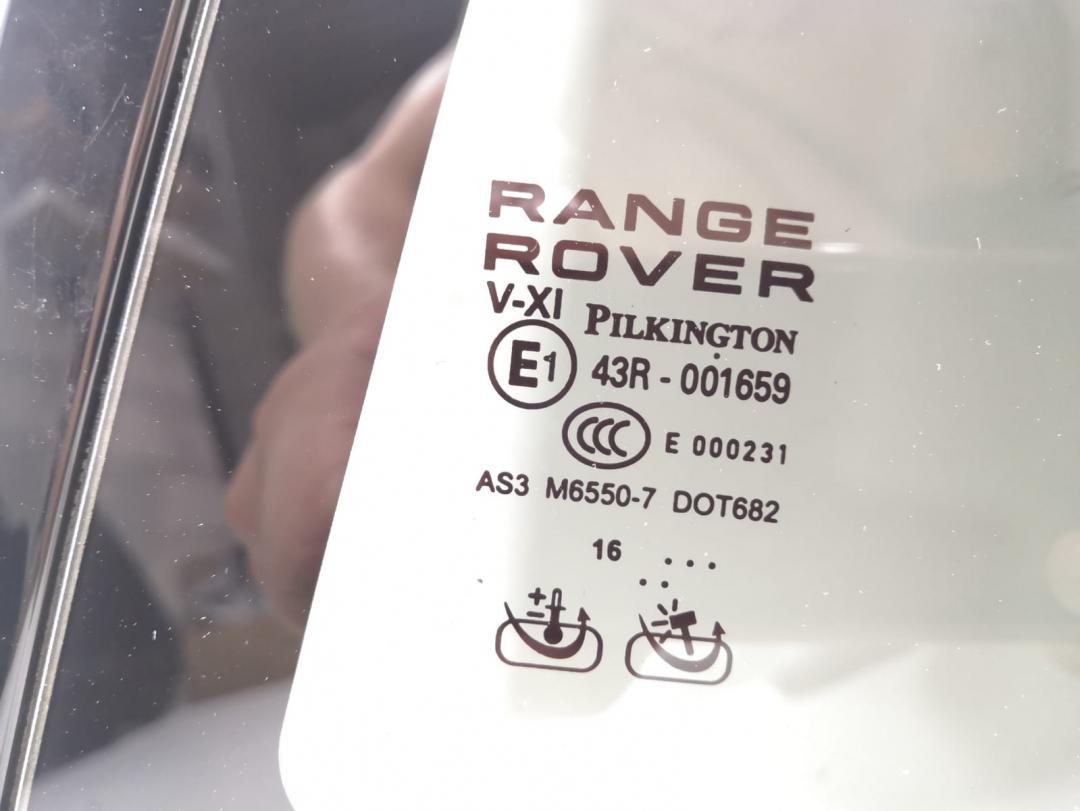 RANGE
ROVER
V-XI PILKINGTON
E1 43R - 001659
CCC E 000231
AS3 M6550-7 DOT682
16 ...
..
+-